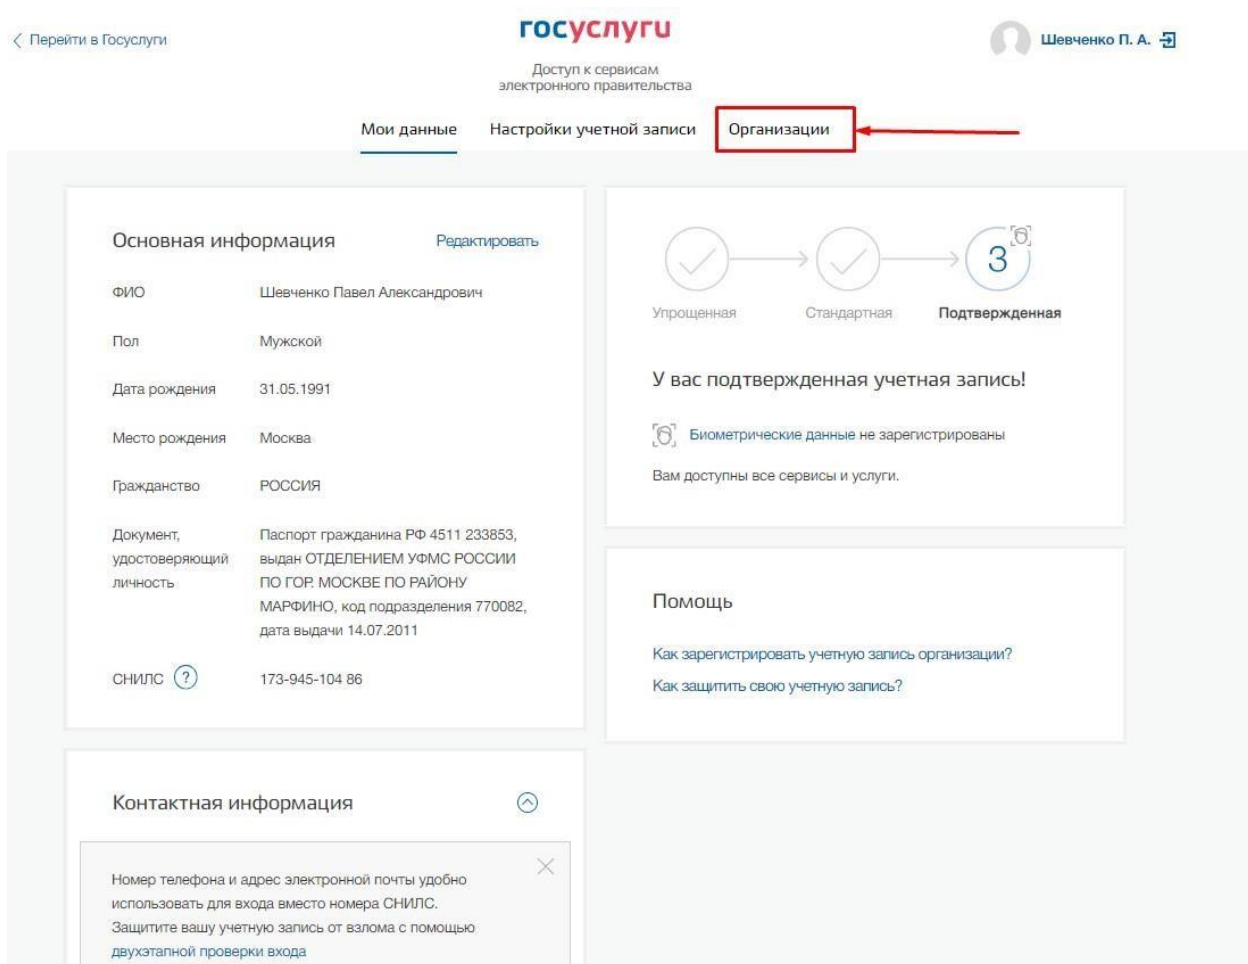 Перейти в Госуслуги
госуслуги
Шевченко П. А.
Доступ к сервисам
электронного правительства
Мои данные
Настройки учетной записи
Организации
Основная информация
Редактировать
ФИО
Шевченко Павел Александрович
Пол
Мужской
Дата рождения
31.05.1991
Место рождения
Москва
Гражданство
РОССИЯ
Документ,
удостоверяющий
личность
Паспорт гражданина РФ 4511 233853,
выдан ОТДЕЛЕНИЕМ УФМС РОССИИ
ПО ГОР. МОСКВЕ ПО РАЙОНУ
МАРФИНО, код подразделения 770082,
дата выдачи 14.07.2011
СНИЛС ?
173-945-104 86
3
Упрощенная
Стандартная
Подтвержденная
У вас подтвержденная учетная запись!
Биометрические данные не зарегистрированы
Вам доступны все сервисы и услуги.
Помощь
Как зарегистрировать учетную запись организации?
Как защитить свою учетную запись?
Контактная информация
Номер телефона и адрес электронной почты удобно
использовать для входа вместо номера СНИЛС.
Защитите вашу учетную запись от взлома с помощью
двухэтапной проверки входа